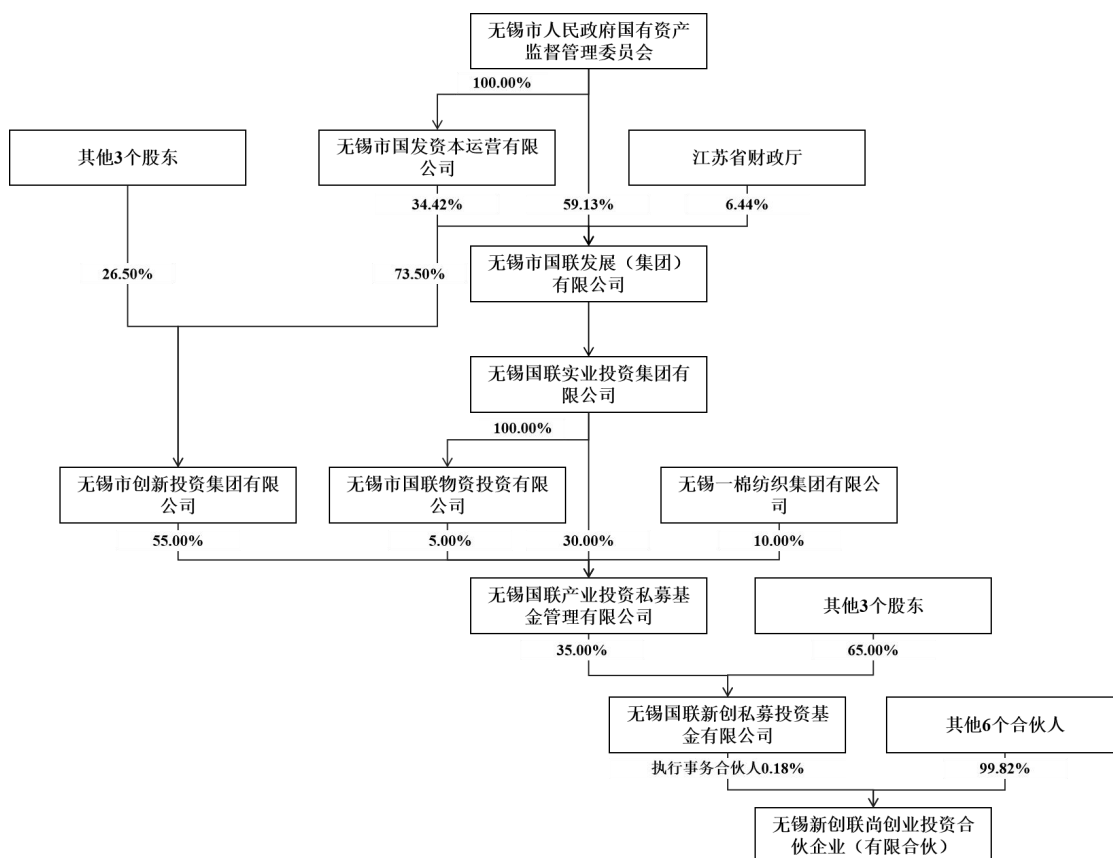 无锡市人民政府国有资产
监督管理委员会
100.00%
其他3个股东
无锡市国发资本运营有限
公司
江苏省财政厅
34.42%
59.13%
6.44%
26.50%
73.50%
无锡市国联发展（集团）
有限公司
无锡国联实业投资集团有
限公司
100.00%
无锡市创新投资集团有限
公司
无锡市国联物资投资有限
公司
无锡一棉纺织集团有限公
司
55.00%
5.00%
30.00%
10.00%
无锡国联产业投资私募基
金管理有限公司
其他3个股东
35.00%
65.00%
无锡国联新创私募投资基
金有限公司
其他6个合伙人
执行事务合伙人0.18%
99.82%
无锡新创联尚创业投资合
伙企业（有限合伙）